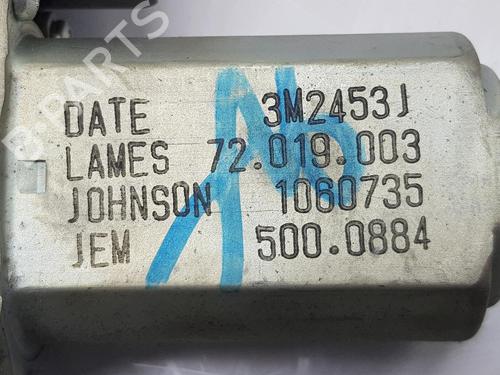 DATE 3M2453J
LAMES 72.019.003
JOHNSON 1060735
JEM 500.0884
B-PARTS